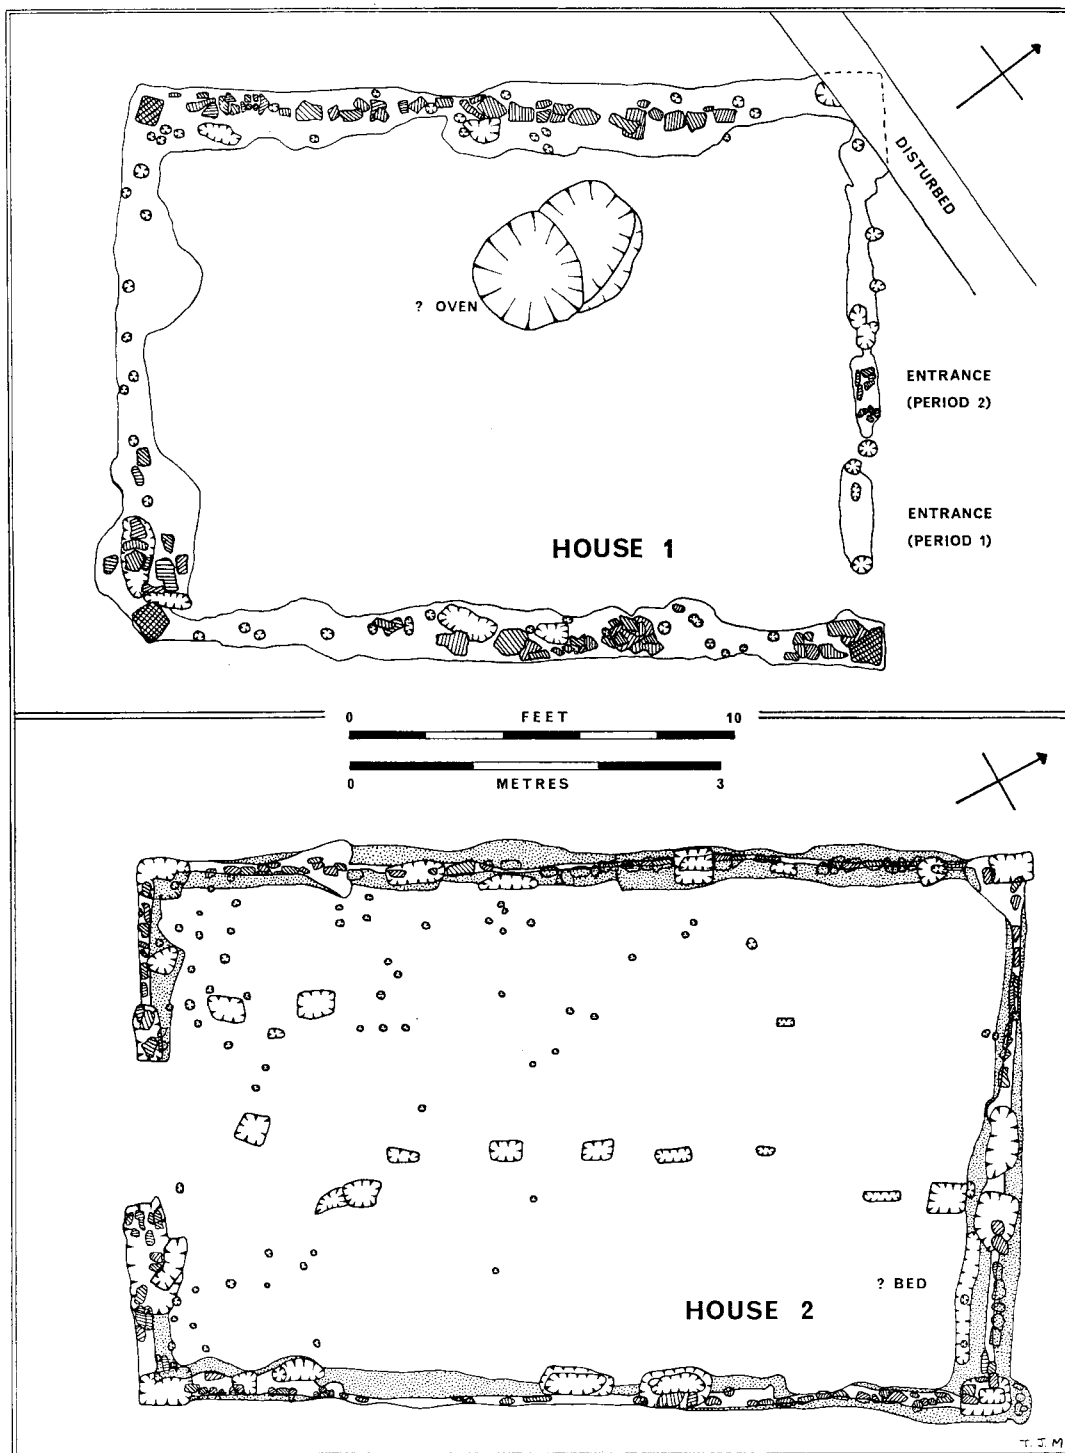 DISTURBED
? OVEN
ENTRANCE
(PERIOD 2)
ENTRANCE
(PERIOD 1)
HOUSE 1
0 FEET 10
0 METRES 3
? BED
HOUSE 2
T. J. M